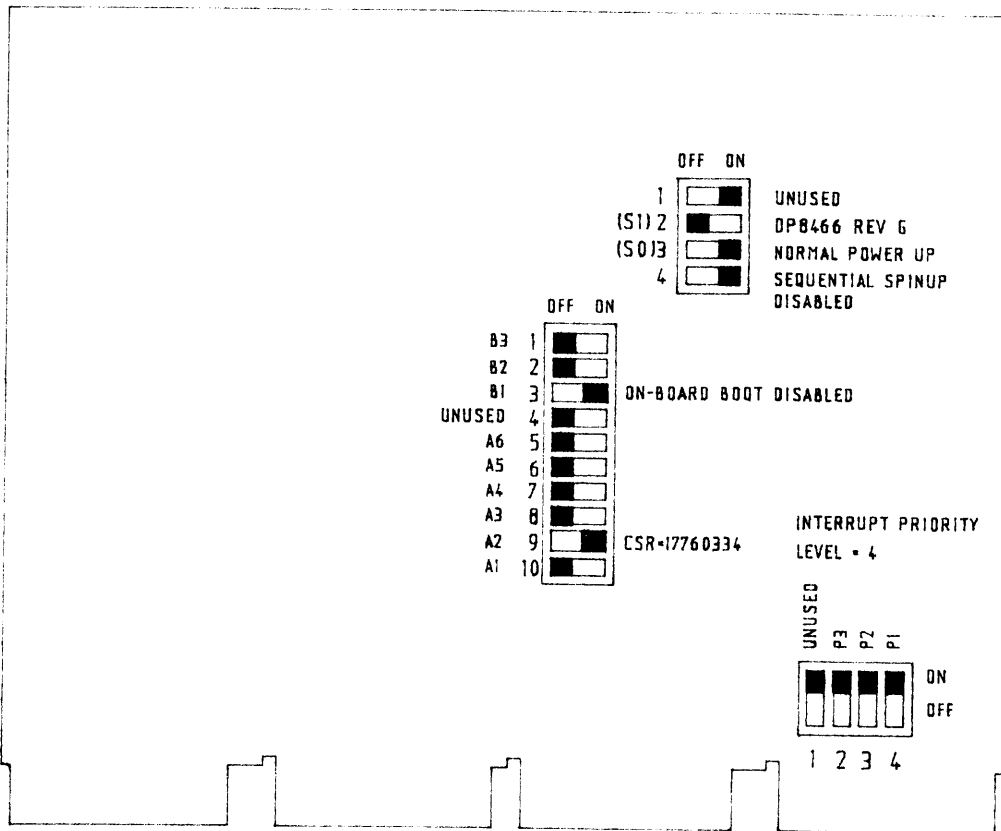 OFF ON
1 UNUSED
(S1) 2 DP8466 REV G
(S0)3 NORMAL POWER UP
4 SEQUENTIAL SPINUP
DISABLED
OFF ON
B3 1
B2 2
B1 3 ON-BOARD BOOT DISABLED
UNUSED 4
A6 5
A5 6
A4 7
A3 8
A2 9 CSR=17760334
A1 10
INTERRUPT PRIORITY
LEVEL = 4
UNUSED
P3
P2
P1
ON
OFF
1 2 3 4